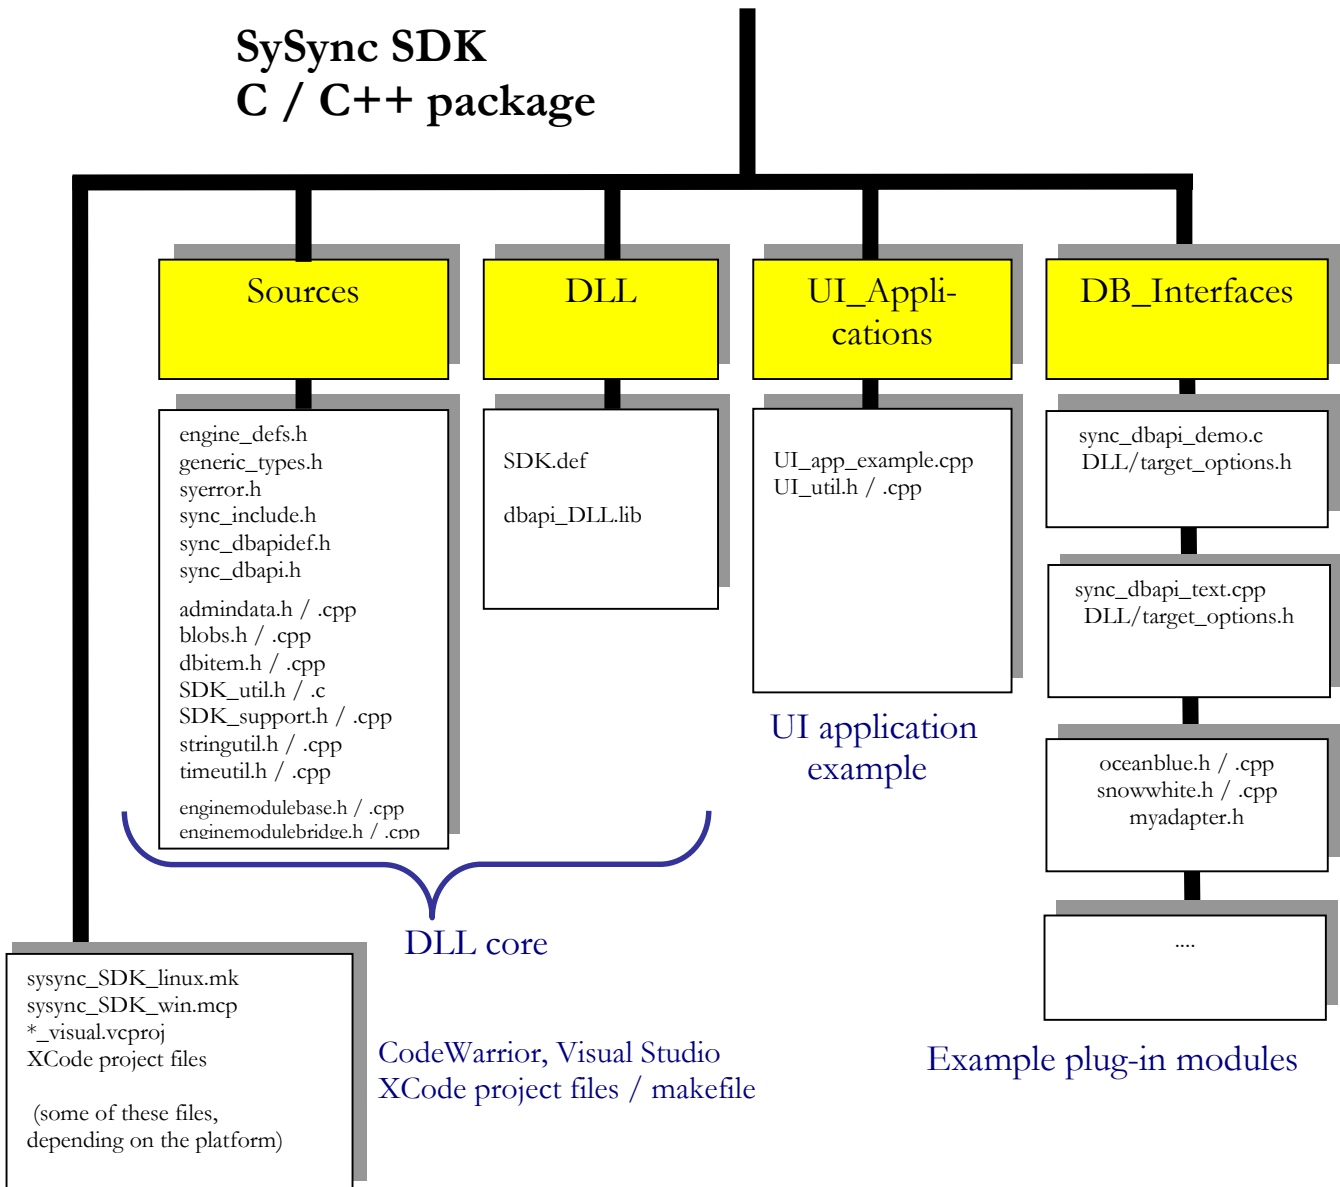 SySync SDK
C / C++ package
Sources
engine_defs.h
generic_types.h
syerror.h
sync_include.h
sync_dbapidef.h
sync_dbapi.h
admindata.h / .cpp
blobs.h / .cpp
dbitem.h / .cpp
SDK_util.h / .c
SDK_support.h / .cpp
stringutil.h / .cpp
timeutil.h / .cpp
enginemodulebase.h / .cpp
enginemodulebridge.h / .cpp
DLL
SDK.def
dbapi_DLL.lib
DLL core
UI_Appli-
cations
UI_app_example.cpp
UI_util.h / .cpp
UI application
example
DB_Interfaces
sync_dbapi_demo.c
DLL/target_options.h
sync_dbapi_text.cpp
DLL/target_options.h
oceanblue.h / .cpp
snowwhite.h / .cpp
myadapter.h
....
Example plug-in modules
sysync_SDK_linux.mk
sysync_SDK_win.mcp
*_visual.vcproj
XCode project files
(some of these files,
depending on the platform)
CodeWarrior, Visual Studio
XCode project files / makefile